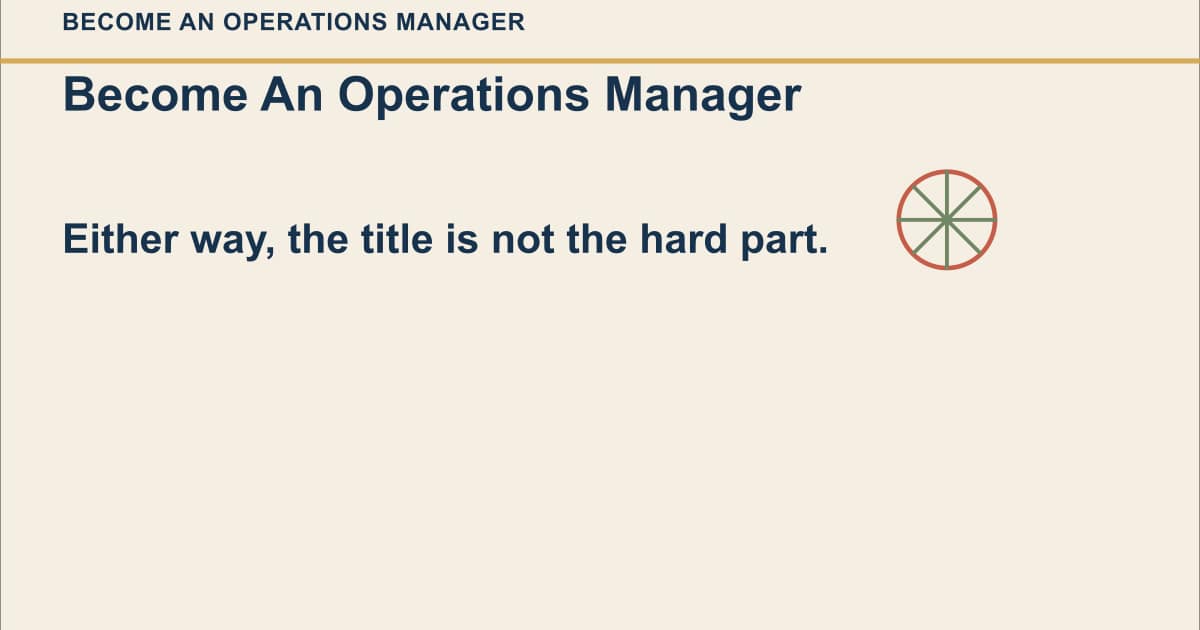 BECOME AN OPERATIONS MANAGER
Become An Operations Manager
Either way, the title is not the hard part.